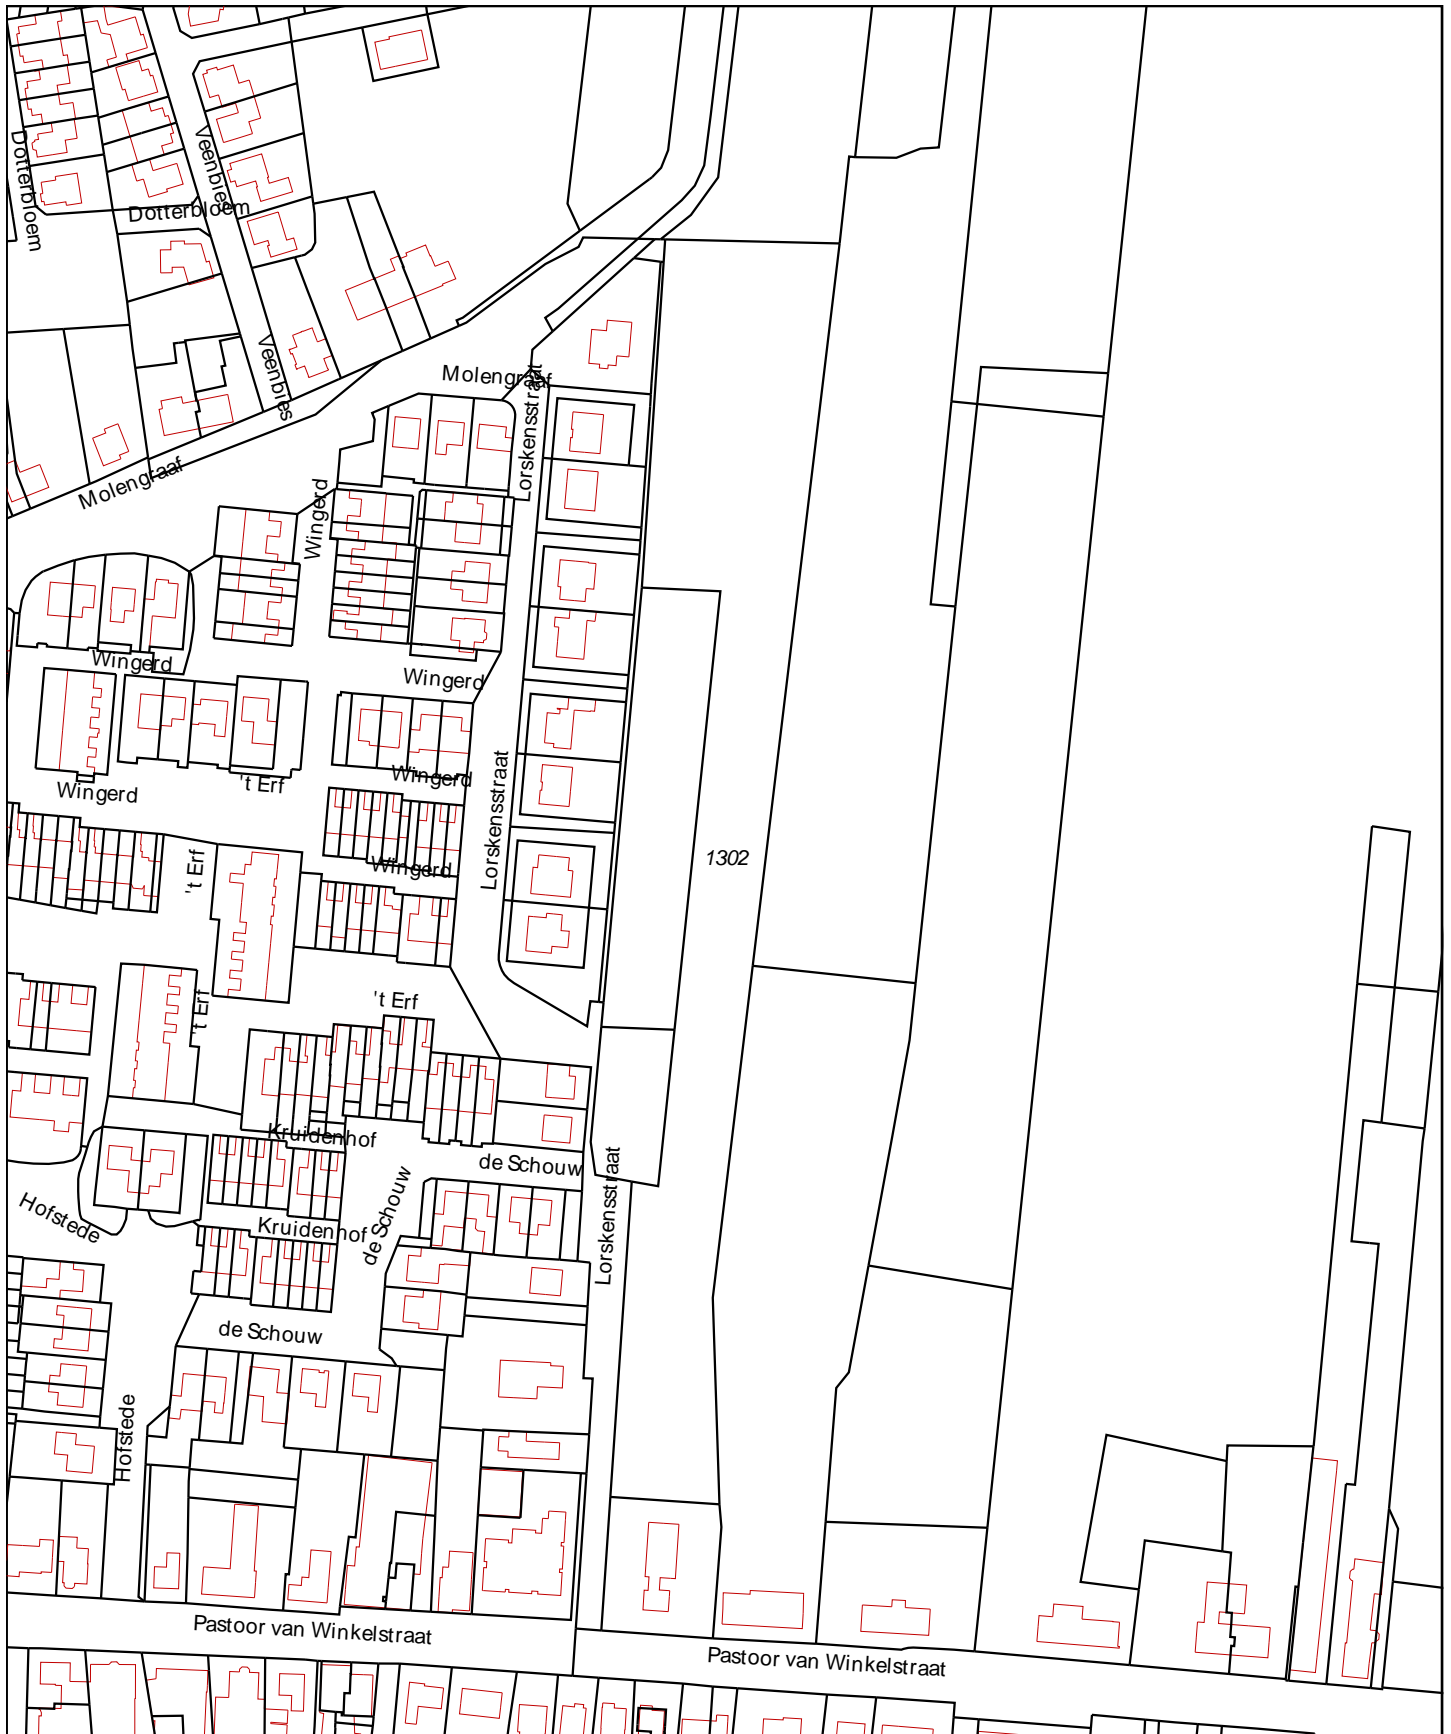 Dotterbloem
Veenbies
Dotterbloem
Veenbies
Molengraaf
Lorskensstraat
Molengraaf
Wingerd
Wingerd
Wingerd
't Erf
Wingerd
Wingerd
Lorskensstraat
't Erf
Wingerd
1302
't Erf
't Erf
Kruidenhof
de Schouw
Lorskensstraat
Hofstede
Kruidenhof
de Schouw
de Schouw
Hofstede
Pastoor van Winkelstraat
Pastoor van Winkelstraat